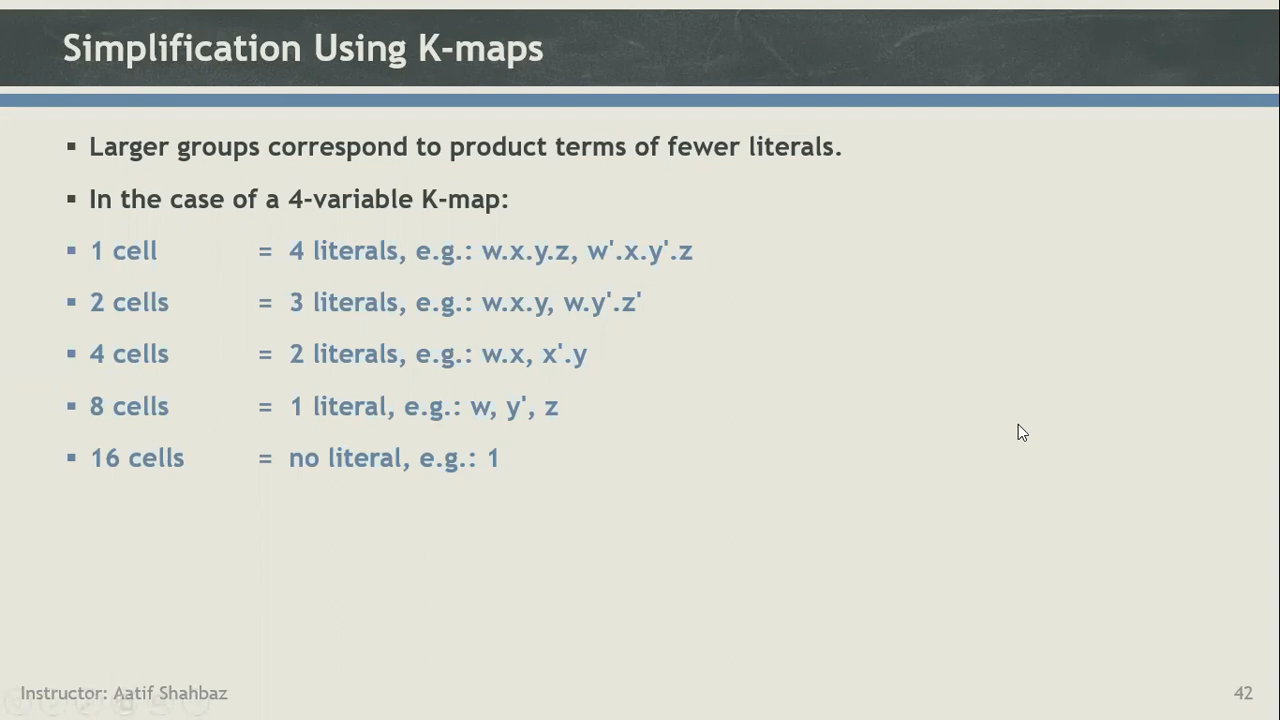 Simplification Using K-maps
▪ Larger groups correspond to product terms of fewer literals.
▪ In the case of a 4-variable K-map:
▪ 1 cell = 4 literals, e.g.: w.x.y.z, w'.x.y'.z
▪ 2 cells = 3 literals, e.g.: w.x.y, w.y'.z'
▪ 4 cells = 2 literals, e.g.: w.x, x'.y
▪ 8 cells = 1 literal, e.g.: w, y', z
▪ 16 cells = no literal, e.g.: 1
Instructor: Aatif Shahbaz 42